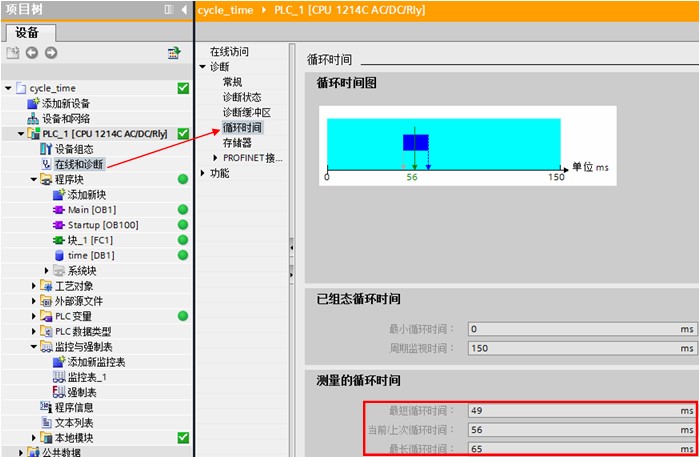 项目树
设备
cycle_time
添加新设备
设备和网络
PLC_1 [CPU 1214C AC/DC/Rly]
设备组态
在线和诊断
程序块
添加新块
Main [OB1]
Startup [OB100]
块_1 [FC1]
time [DB1]
系统块
工艺对象
外部源文件
PLC 变量
PLC 数据类型
监控与强制表
添加新监控表
监控表_1
强制表
程序信息
文本列表
本地模块
公共数据
cycle_time PLC_1 [CPU 1214C AC/DC/Rly]
在线访问
诊断
常规
诊断状态
诊断缓冲区
循环时间
存储器
PROFINET 接...
功能
循环时间
循环时间图
单位 ms
0 56 150
已组态循环时间
最小循环时间： 0 ms
周期监视时间： 150 ms
测量的循环时间
最短循环时间： 49 ms
当前/上次循环时间： 56 ms
最长循环时间： 65 ms